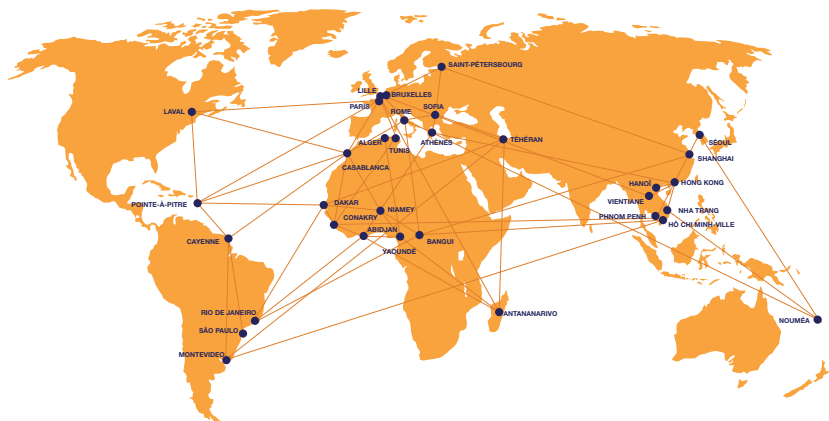 SAINT-PÉTERSBOURG
LILLE
BRUXELLES
PARIS
ROME
SOFIA
LAVAL
ALGER
TUNIS
ATHÈNES
TÉHÉRAN
SÉOUL
SHANGHAI
CASABLANCA
HANOÏ
HONG KONG
VIENTIANE
POINTE-À-PITRE
DAKAR
NIAMEY
CONAKRY
PHNOM PENH
NHA TRANG
HÔ CHI MINH-VILLE
ABIDJAN
CAYENNE
BANGUI
YAOUNDÉ
RIO DE JANEIRO
ANTANANARIVO
NOUMÉA
SÃO PAULO
MONTEVIDEO